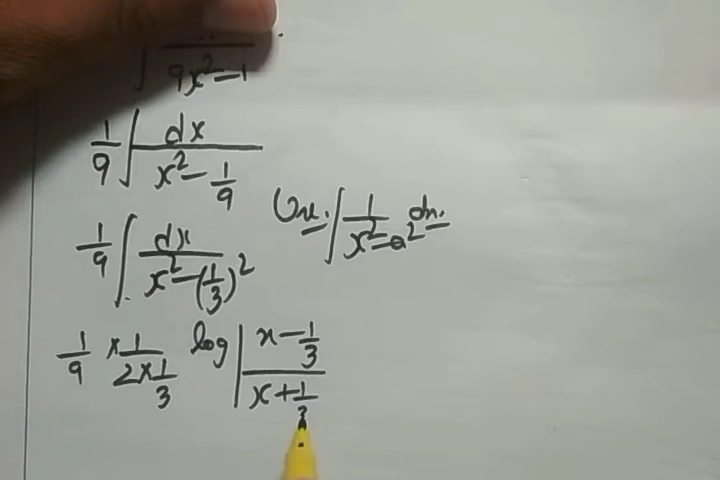 ∫ 9x²-1
1/9 ∫ dx / x² - 1/9
Use: ∫ 1 / x²-a² dx.
1/9 ∫ dx / x² - (1/3)²
1/9 × 1 / 2×1/3 log | x - 1/3 / x + 1/3